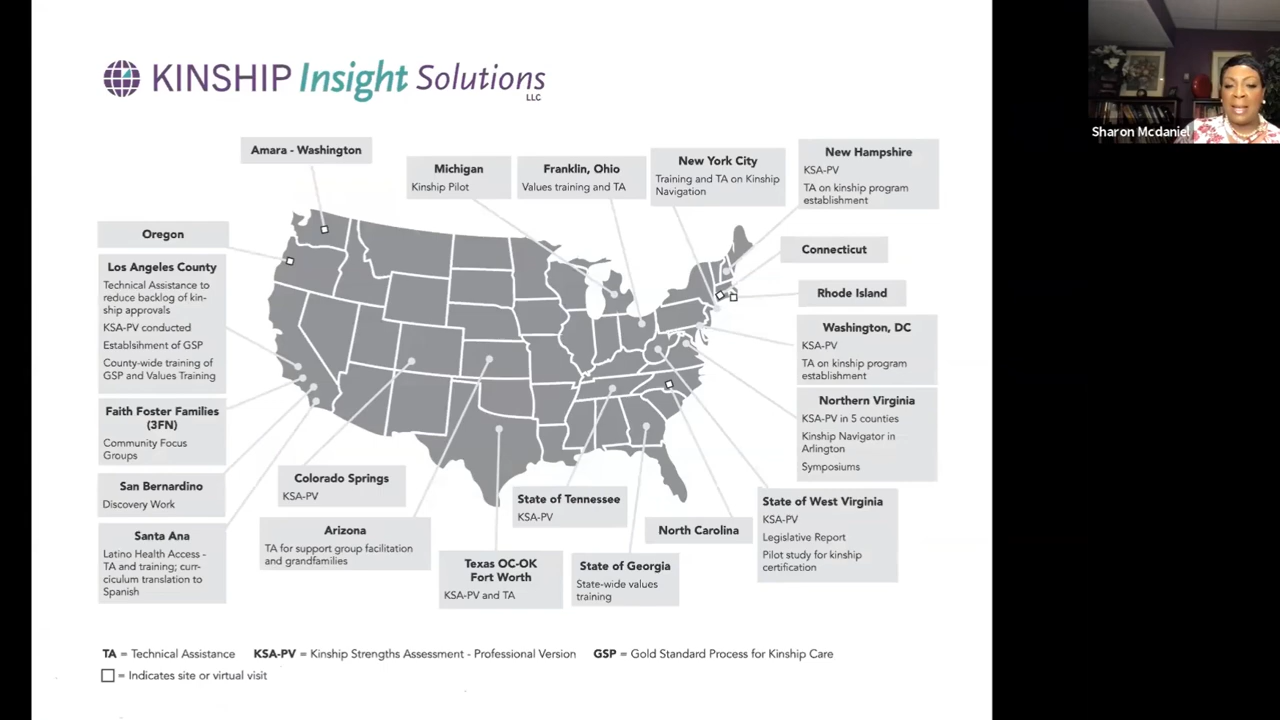 KINSHIP Insight Solutions
LLC
Sharon Mcdaniel
Amara - Washington
Michigan
Kinship Pilot
Franklin, Ohio
Values training and TA
New York City
Training and TA on Kinship
Navigation
New Hampshire
KSA-PV
TA on kinship program
establishment
Oregon
Los Angeles County
Technical Assistance to
reduce backlog of kin-
ship approvals
KSA-PV conducted
Establsihment of GSP
County-wide training of
GSP and Values Training
Faith Foster Families
(3FN)
Community Focus
Groups
San Bernardino
Discovery Work
Santa Ana
Latino Health Access -
TA and training; curr-
ciculum translation to
Spanish
Connecticut
Rhode Island
Washington, DC
KSA-PV
TA on kinship program
establishment
Northern Virginia
KSA-PV in 5 counties
Kinship Navigator in
Arlington
Symposiums
Colorado Springs
KSA-PV
Arizona
TA for support group facilitation
and grandfamilies
Texas OC-OK
Fort Worth
KSA-PV and TA
State of Tennessee
KSA-PV
State of Georgia
State-wide values
training
North Carolina
State of West Virginia
KSA-PV
Legislative Report
Pilot study for kinship
certification
TA = Technical Assistance KSA-PV = Kinship Strengths Assessment - Professional Version GSP = Gold Standard Process for Kinship Care
= Indicates site or virtual visit